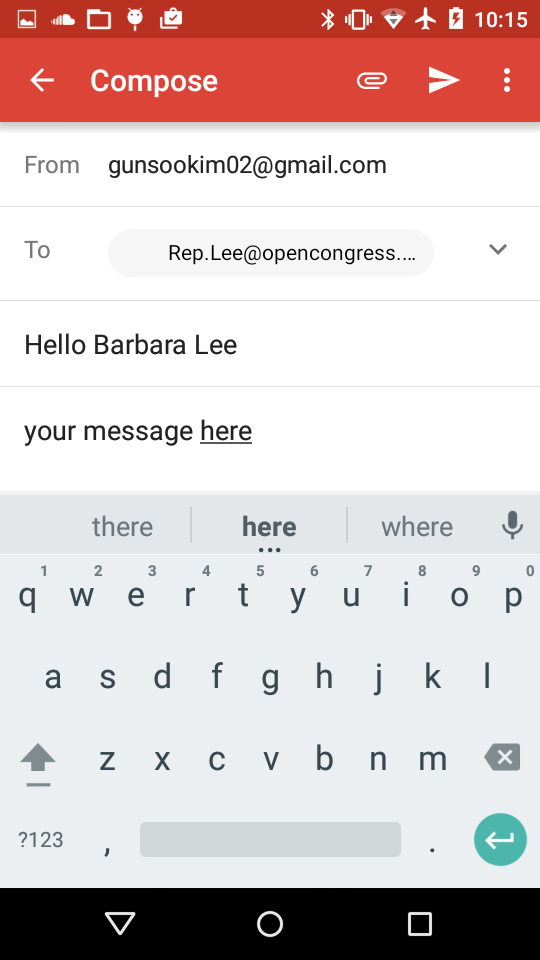 10:15
Compose
From gunsookim02@gmail.com
To Rep.Lee@opencongress....
Hello Barbara Lee
your message here
there here where
1 2 3 4 5 6 7 8 9 0
q w e r t y u i o p
a s d f g h j k l
z x c v b n m
?123 , .